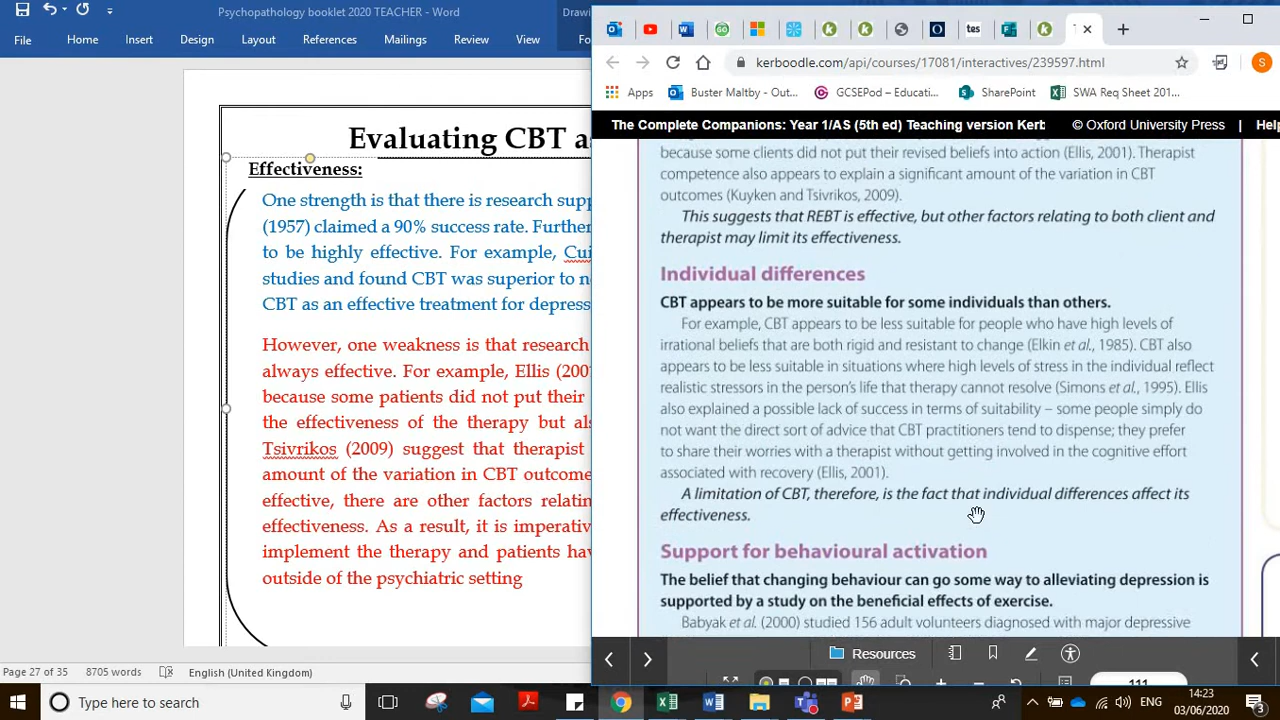 Psychopathology booklet 2020 TEACHER - Word
File
Home
Insert
Design
Layout
References
Mailings
Review
View
Evaluating CBT
Effectiveness:
One strength is that there is research
(1957) claimed a 90% success rate.
to be highly effective. For example,
studies and found CBT was superior to
CBT as an effective treatment for
However, one weakness is that research
always effective. For example, Ellis
because some patients did not put their
the effectiveness of the therapy but
Tsivrikos (2009) suggest that therapist
amount of the variation in CBT
effective, there are other factors
effectiveness. As a result, it is
implement the therapy and patients
outside of the psychiatric setting
Page 27 of 35
8705 words
English (United Kingdom)
tes
kerboodle.com/api/courses/17081/interactives/239597.html
S
Apps
Buster Maltby - Out...
GCSEPod – Educati...
SharePoint
SWA Req Sheet 201...
The Complete Companions: Year 1/AS (5th ed) Teaching version
© Oxford University Press
because some clients did not put their revised beliefs into action (Ellis, 2001). Therapist
competence also appears to explain a significant amount of the variation in CBT
outcomes (Kuyken and Tsivrikos, 2009).
This suggests that REBT is effective, but other factors relating to both client and
therapist may limit its effectiveness.
Individual differences
CBT appears to be more suitable for some individuals than others.
For example, CBT appears to be less suitable for people who have high levels of
irrational beliefs that are both rigid and resistant to change (Elkin et al., 1985). CBT also
appears to be less suitable in situations where high levels of stress in the individual reflect
realistic stressors in the person's life that therapy cannot resolve (Simons et al., 1995). Ellis
also explained a possible lack of success in terms of suitability – some people simply do
not want the direct sort of advice that CBT practitioners tend to dispense; they prefer
to share their worries with a therapist without getting involved in the cognitive effort
associated with recovery (Ellis, 2001).
A limitation of CBT, therefore, is the fact that individual differences affect its
effectiveness.
Support for behavioural activation
The belief that changing behaviour can go some way to alleviating depression is
supported by a study on the beneficial effects of exercise.
Babyak et al. (2000) studied 156 adult volunteers diagnosed with major depressive
Resources
111
Type here to search
ENG
14:23
03/06/2020
3